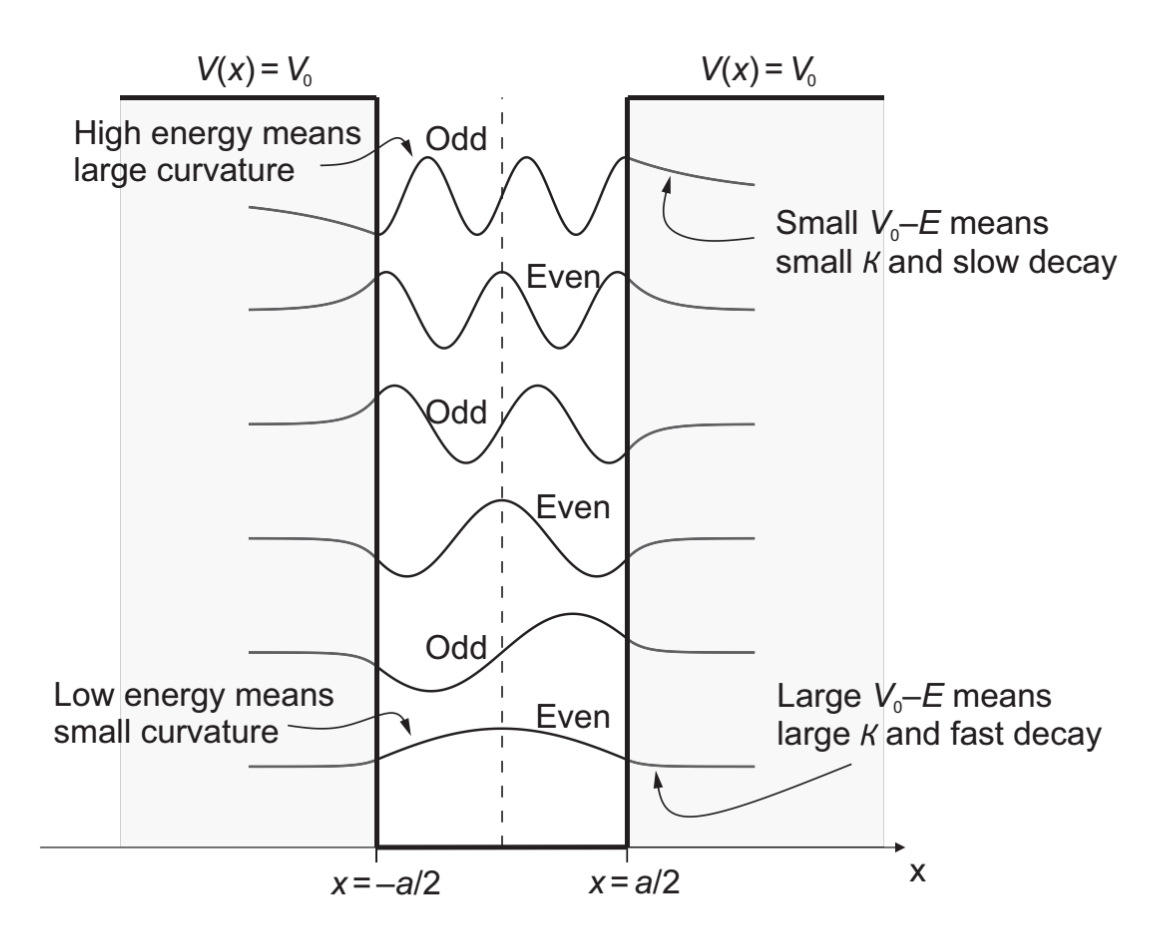 V(x) = V₀
V(x) = V₀
High energy means
large curvature
Odd
Small V₀–E means
small κ and slow decay
Even
Odd
Even
Odd
Low energy means
small curvature
Even
Large V₀–E means
large κ and fast decay
x = –a/2
x = a/2
x